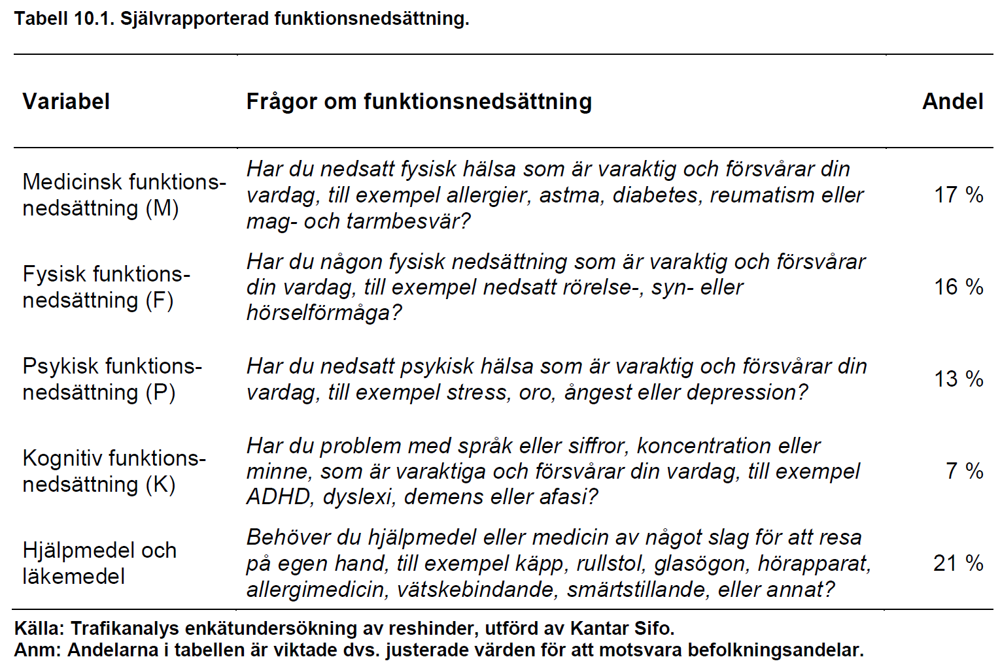 Tabell 10.1. Självrapporterad funktionsnedsättning.
Variabel Frågor om funktionsnedsättning Andel
Medicinsk funktions-
nedsättning (M)
Har du nedsatt fysisk hälsa som är varaktig och försvårar din
vardag, till exempel allergier, astma, diabetes, reumatism eller
mag- och tarmbesvär?
17 %
Fysisk funktions-
nedsättning (F)
Har du någon fysisk nedsättning som är varaktig och försvårar
din vardag, till exempel nedsatt rörelse-, syn- eller
hörselförmåga?
16 %
Psykisk funktions-
nedsättning (P)
Har du nedsatt psykisk hälsa som är varaktig och försvårar din
vardag, till exempel stress, oro, ångest eller depression?
13 %
Kognitiv funktions-
nedsättning (K)
Har du problem med språk eller siffror, koncentration eller
minne, som är varaktiga och försvårar din vardag, till exempel
ADHD, dyslexi, demens eller afasi?
7 %
Hjälpmedel och
läkemedel
Behöver du hjälpmedel eller medicin av något slag för att resa
på egen hand, till exempel käpp, rullstol, glasögon, hörapparat,
allergimedicin, vätskebindande, smärtstillande, eller annat?
21 %
Källa: Trafikanalys enkätundersökning av reshinder, utförd av Kantar Sifo.
Anm: Andelarna i tabellen är viktade dvs. justerade värden för att motsvara befolkningsandelar.